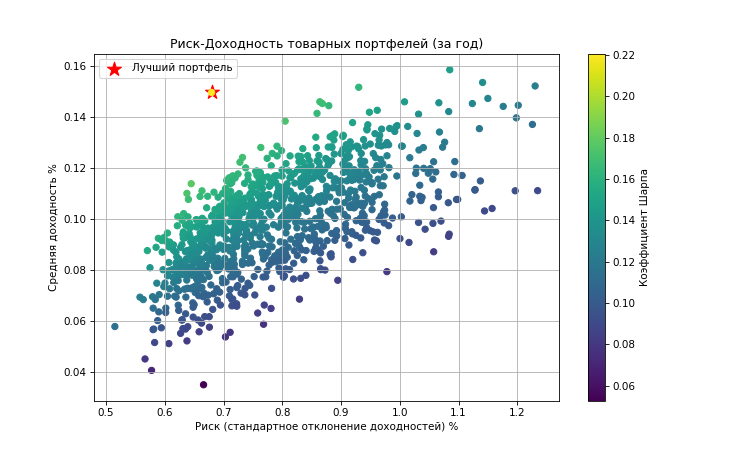 Риск-Доходность товарных портфелей (за год)
Лучший портфель
Средняя доходность %
0.16
0.14
0.12
0.10
0.08
0.06
0.04
0.5 0.6 0.7 0.8 0.9 1.0 1.1 1.2
Риск (стандартное отклонение доходностей) %
0.22
0.20
0.18
0.16
0.14
0.12
0.10
0.08
0.06
Коэффициент Шарпа